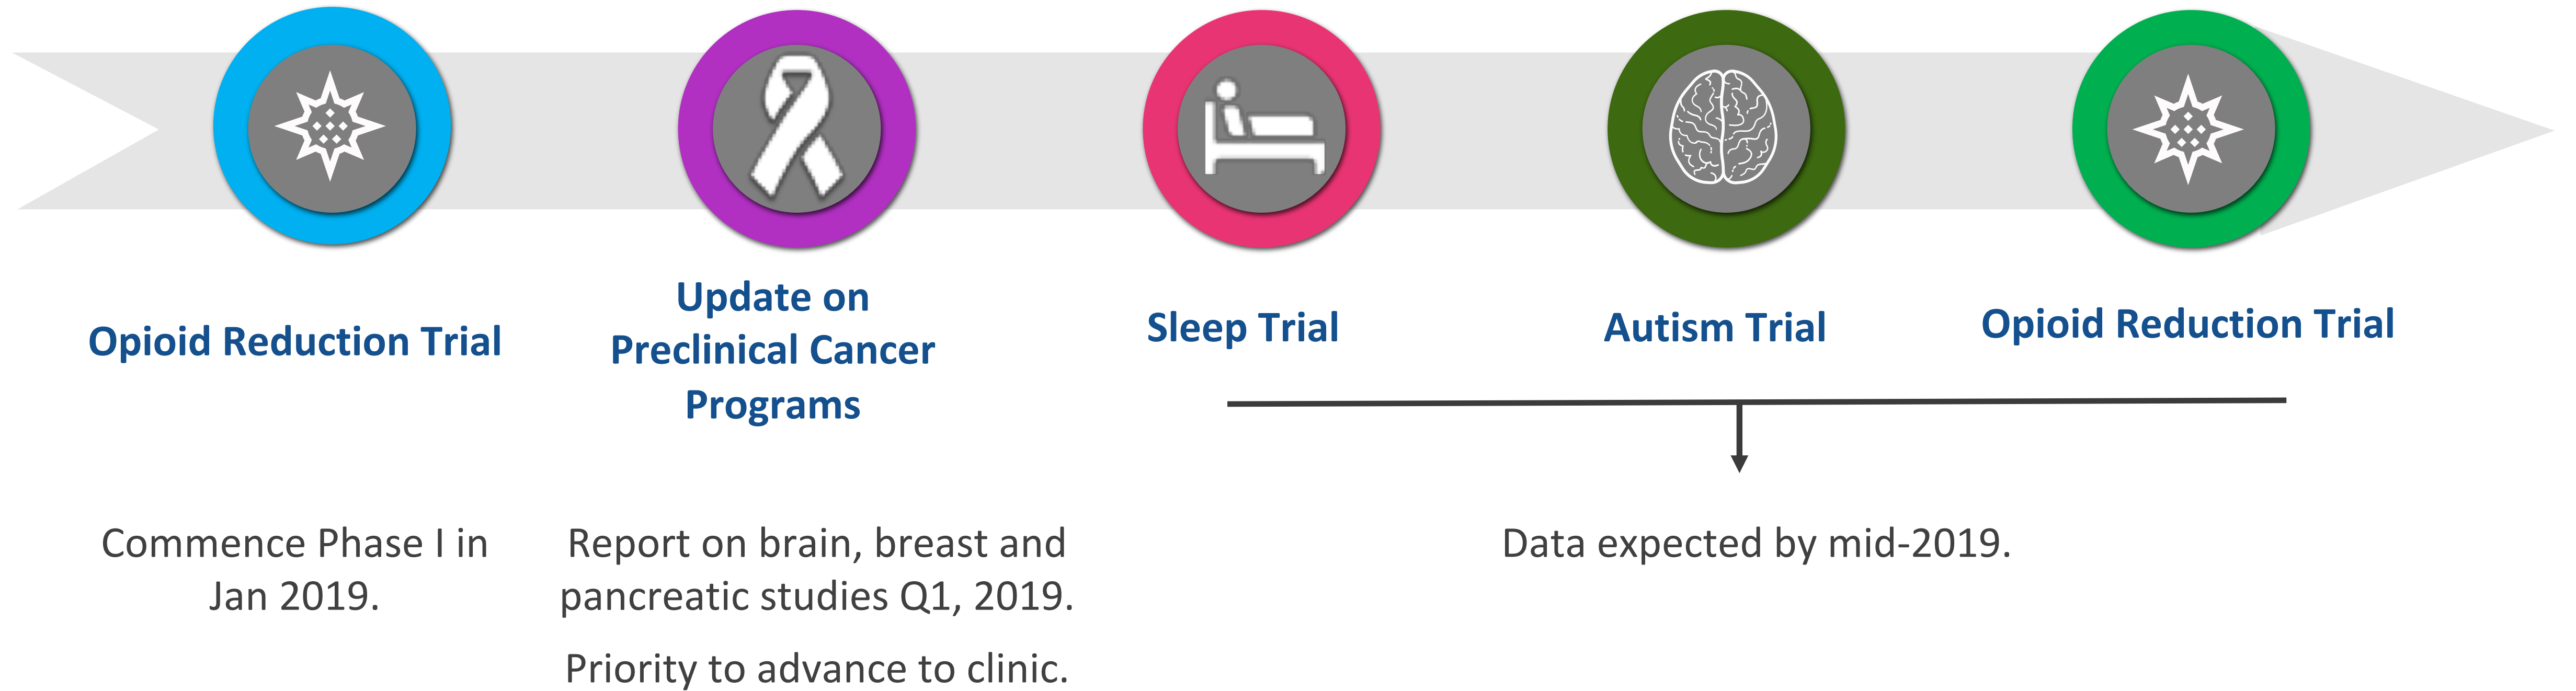 Opioid Reduction Trial
Commence Phase I in
Jan 2019.
Update on
Preclinical Cancer
Programs
Report on brain, breast and
pancreatic studies Q1, 2019.
Priority to advance to clinic.
Sleep Trial
Autism Trial
Opioid Reduction Trial
Data expected by mid-2019.